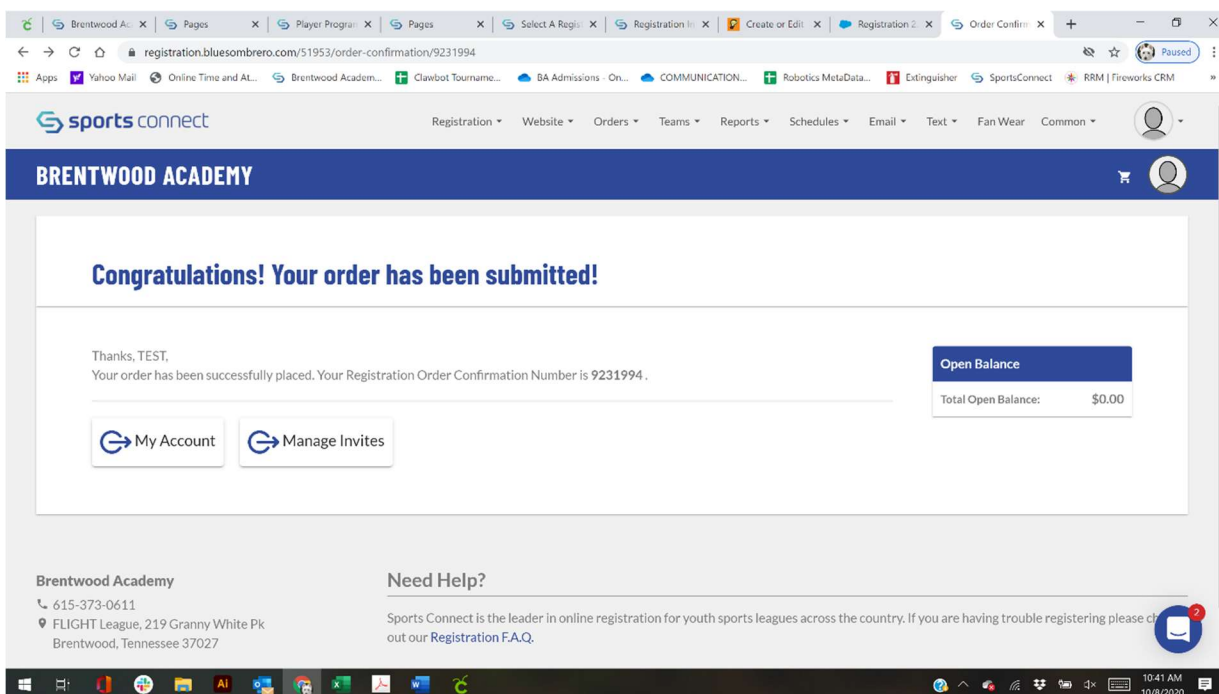 Brentwood Ac
Pages
Player Program
Pages
Select A Regis
Registration In
Create or Edit
Registration 2.
Order Confirm
registration.bluesombrero.com/51953/order-confirmation/9231994
Paused
Apps
Yahoo Mail
Online Time and At...
Brentwood Academ...
Clawbot Tourname...
BA Admissions - On...
COMMUNICATION...
Robotics MetaData...
Extinguisher
SportsConnect
RRM | Fireworks CRM
»
sports connect
Registration
Website
Orders
Teams
Reports
Schedules
Email
Text
Fan Wear
Common
BRENTWOOD ACADEMY
Congratulations! Your order has been submitted!
Thanks, TEST,
Your order has been successfully placed. Your Registration Order Confirmation Number is 9231994 .
Open Balance
Total Open Balance: $0.00
My Account
Manage Invites
Brentwood Academy
615-373-0611
FLIGHT League, 219 Granny White Pk
Brentwood, Tennessee 37027
Need Help?
Sports Connect is the leader in online registration for youth sports leagues across the country. If you are having trouble registering please
out our Registration F.A.Q.
2
Ai
10:41 AM
10/8/2020